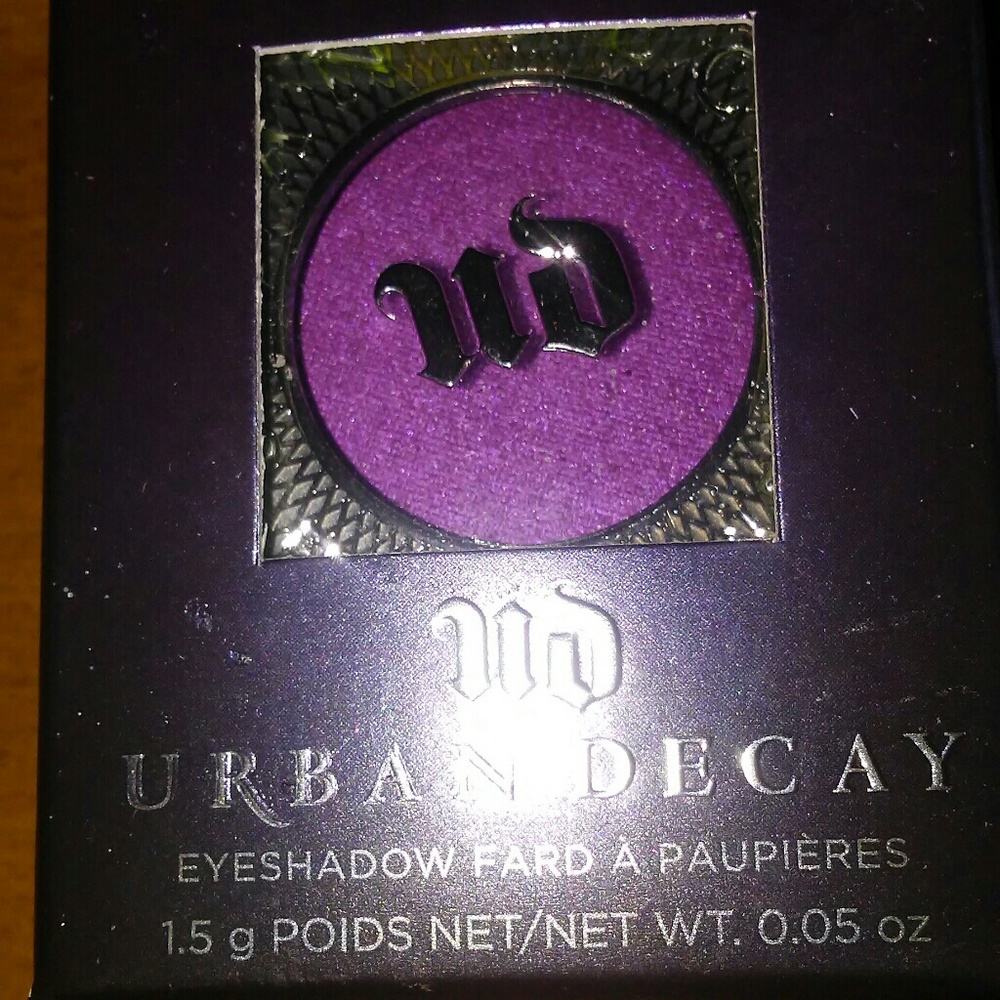 UD
UD
URBAN DECAY
EYESHADOW FARD À PAUPIÈRES
1.5 g POIDS NET/NET WT. 0.05 oz